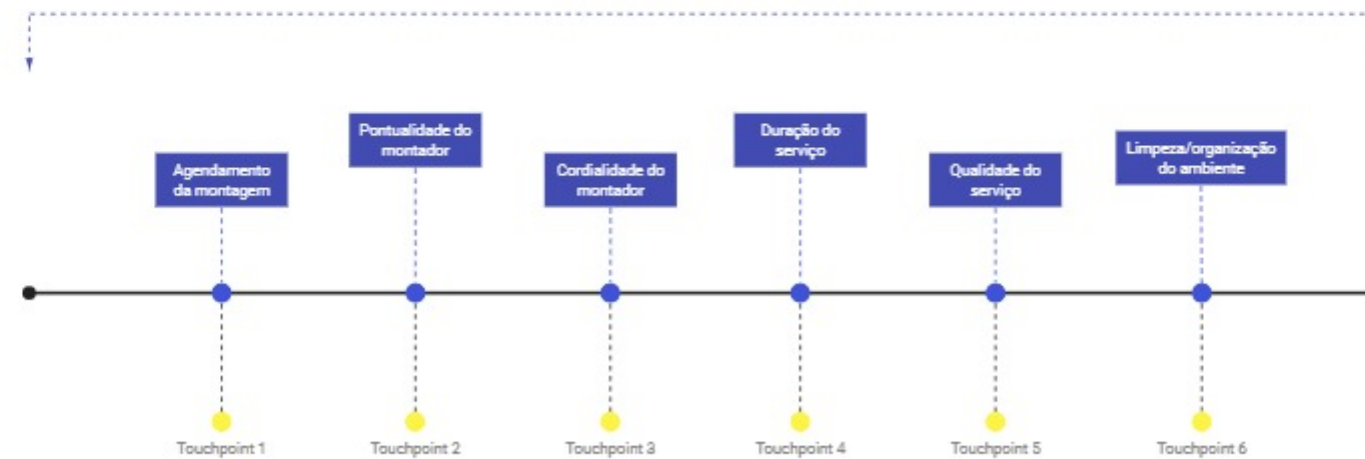 Agendamento
da montagem
Pontualidade do
montador
Cordialidade do
montador
Duração do
serviço
Qualidade do
serviço
Limpeza/organização
do ambiente
Touchpoint 1
Touchpoint 2
Touchpoint 3
Touchpoint 4
Touchpoint 5
Touchpoint 6